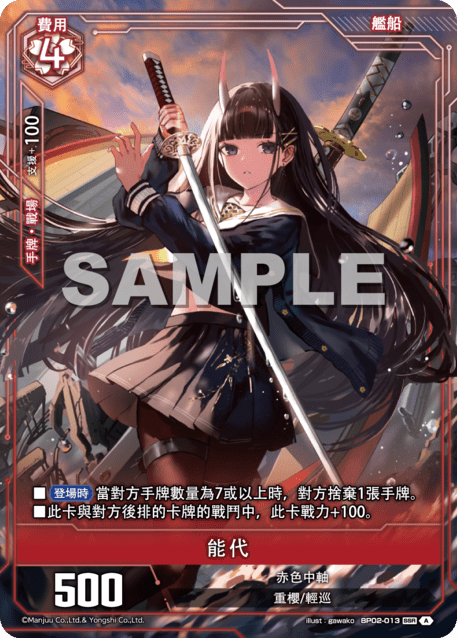 費用
艦船
4
手牌・戰場 支援+100
SAMPLE
■ 登場時 當對方手牌數量為7或以上時，對方捨棄1張手牌。
■此卡與對方後排的卡牌的戰鬥中，此卡戰力+100。
能代
500
赤色中軸
重櫻/輕巡
©Manjuu Co.,Ltd. & Yongshi Co.,Ltd.
illust : gawako BP02-013 SSR A